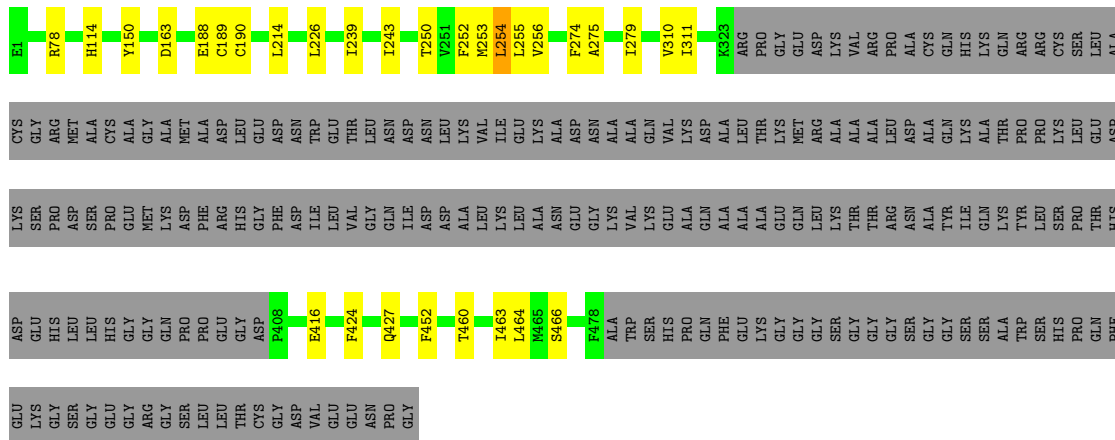 E1 R78 H114 Y150 D163 E188 C189 C190 L214 L226 I239 I243 T250 V251 F252 M253 L254 L255 V256 F274 A275 I279 V310 I311 K323 ARG PRO GLY GLU ASP LYS VAL ARG PRO ALA CYS GLN HIS LYS GLN ARG ARG CYS SER LEU ALA
CYS GLY ARG MET ALA CYS ALA GLY ALA MET ALA ASP LEU GLU ASP ASN TRP GLU THR LEU ASN ASP ASN LEU LYS VAL ILE GLU LYS ALA ASP ASN ALA ALA GLN VAL LYS ASP ALA LEU THR LYS MET ARG ALA ALA ALA LEU ASP ALA GLN LYS ALA THR PRO PRO LYS LEU GLU ASP
LYS SER PRO ASP SER PRO GLU MET LYS ASP PHE ARG HIS GLY PHE ASP ILE LEU VAL GLY GLN ILE ASP ASP ALA LEU LYS LEU ALA ASN GLU GLY LYS VAL LYS GLU ALA GLN ALA ALA ALA GLU GLN LEU LYS THR THR ARG ASN ALA TYR ILE GLN LYS TYR LEU SER PRO THR HIS
ASP GLU HIS LEU LEU HIS GLY GLY GLN PRO PRO GLU GLY ASP P408 E416 F424 Q427 F452 T460 I463 L464 M465 S466 F478 ALA TRP SER HIS PRO GLN PHE GLU LYS GLY GLY GLY SER GLY GLY GLY SER GLY GLY SER SER ALA TRP SER HIS PRO GLN PHE
GLU LYS GLY SER GLY GLU GLY ARG GLY SER LEU LEU THR CYS GLY ASP VAL GLU GLU ASN PRO GLY